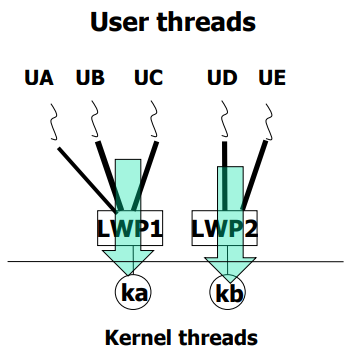 User threads
UA UB UC UD UE
LWP1 LWP2
ka kb
Kernel threads